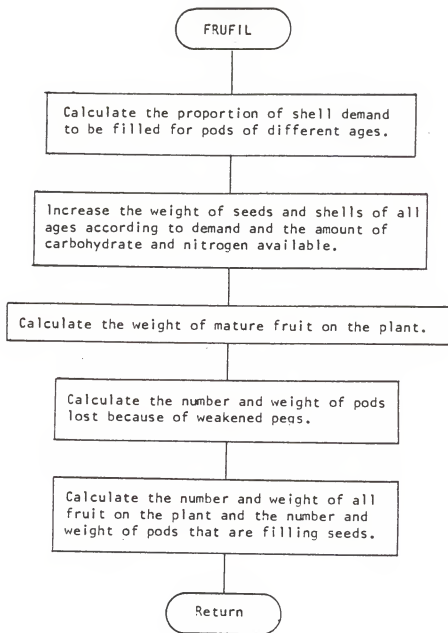 FRUFIL
Calculate the proportion of shell demand
to be filled for pods of different ages.
Increase the weight of seeds and shells of all
ages according to demand and the amount of
carbohydrate and nitrogen available.
Calculate the weight of mature fruit on the plant.
Calculate the number and weight of pods
lost because of weakened pegs.
Calculate the number and weight of all
fruit on the plant and the number and
weight of pods that are filling seeds.
Return